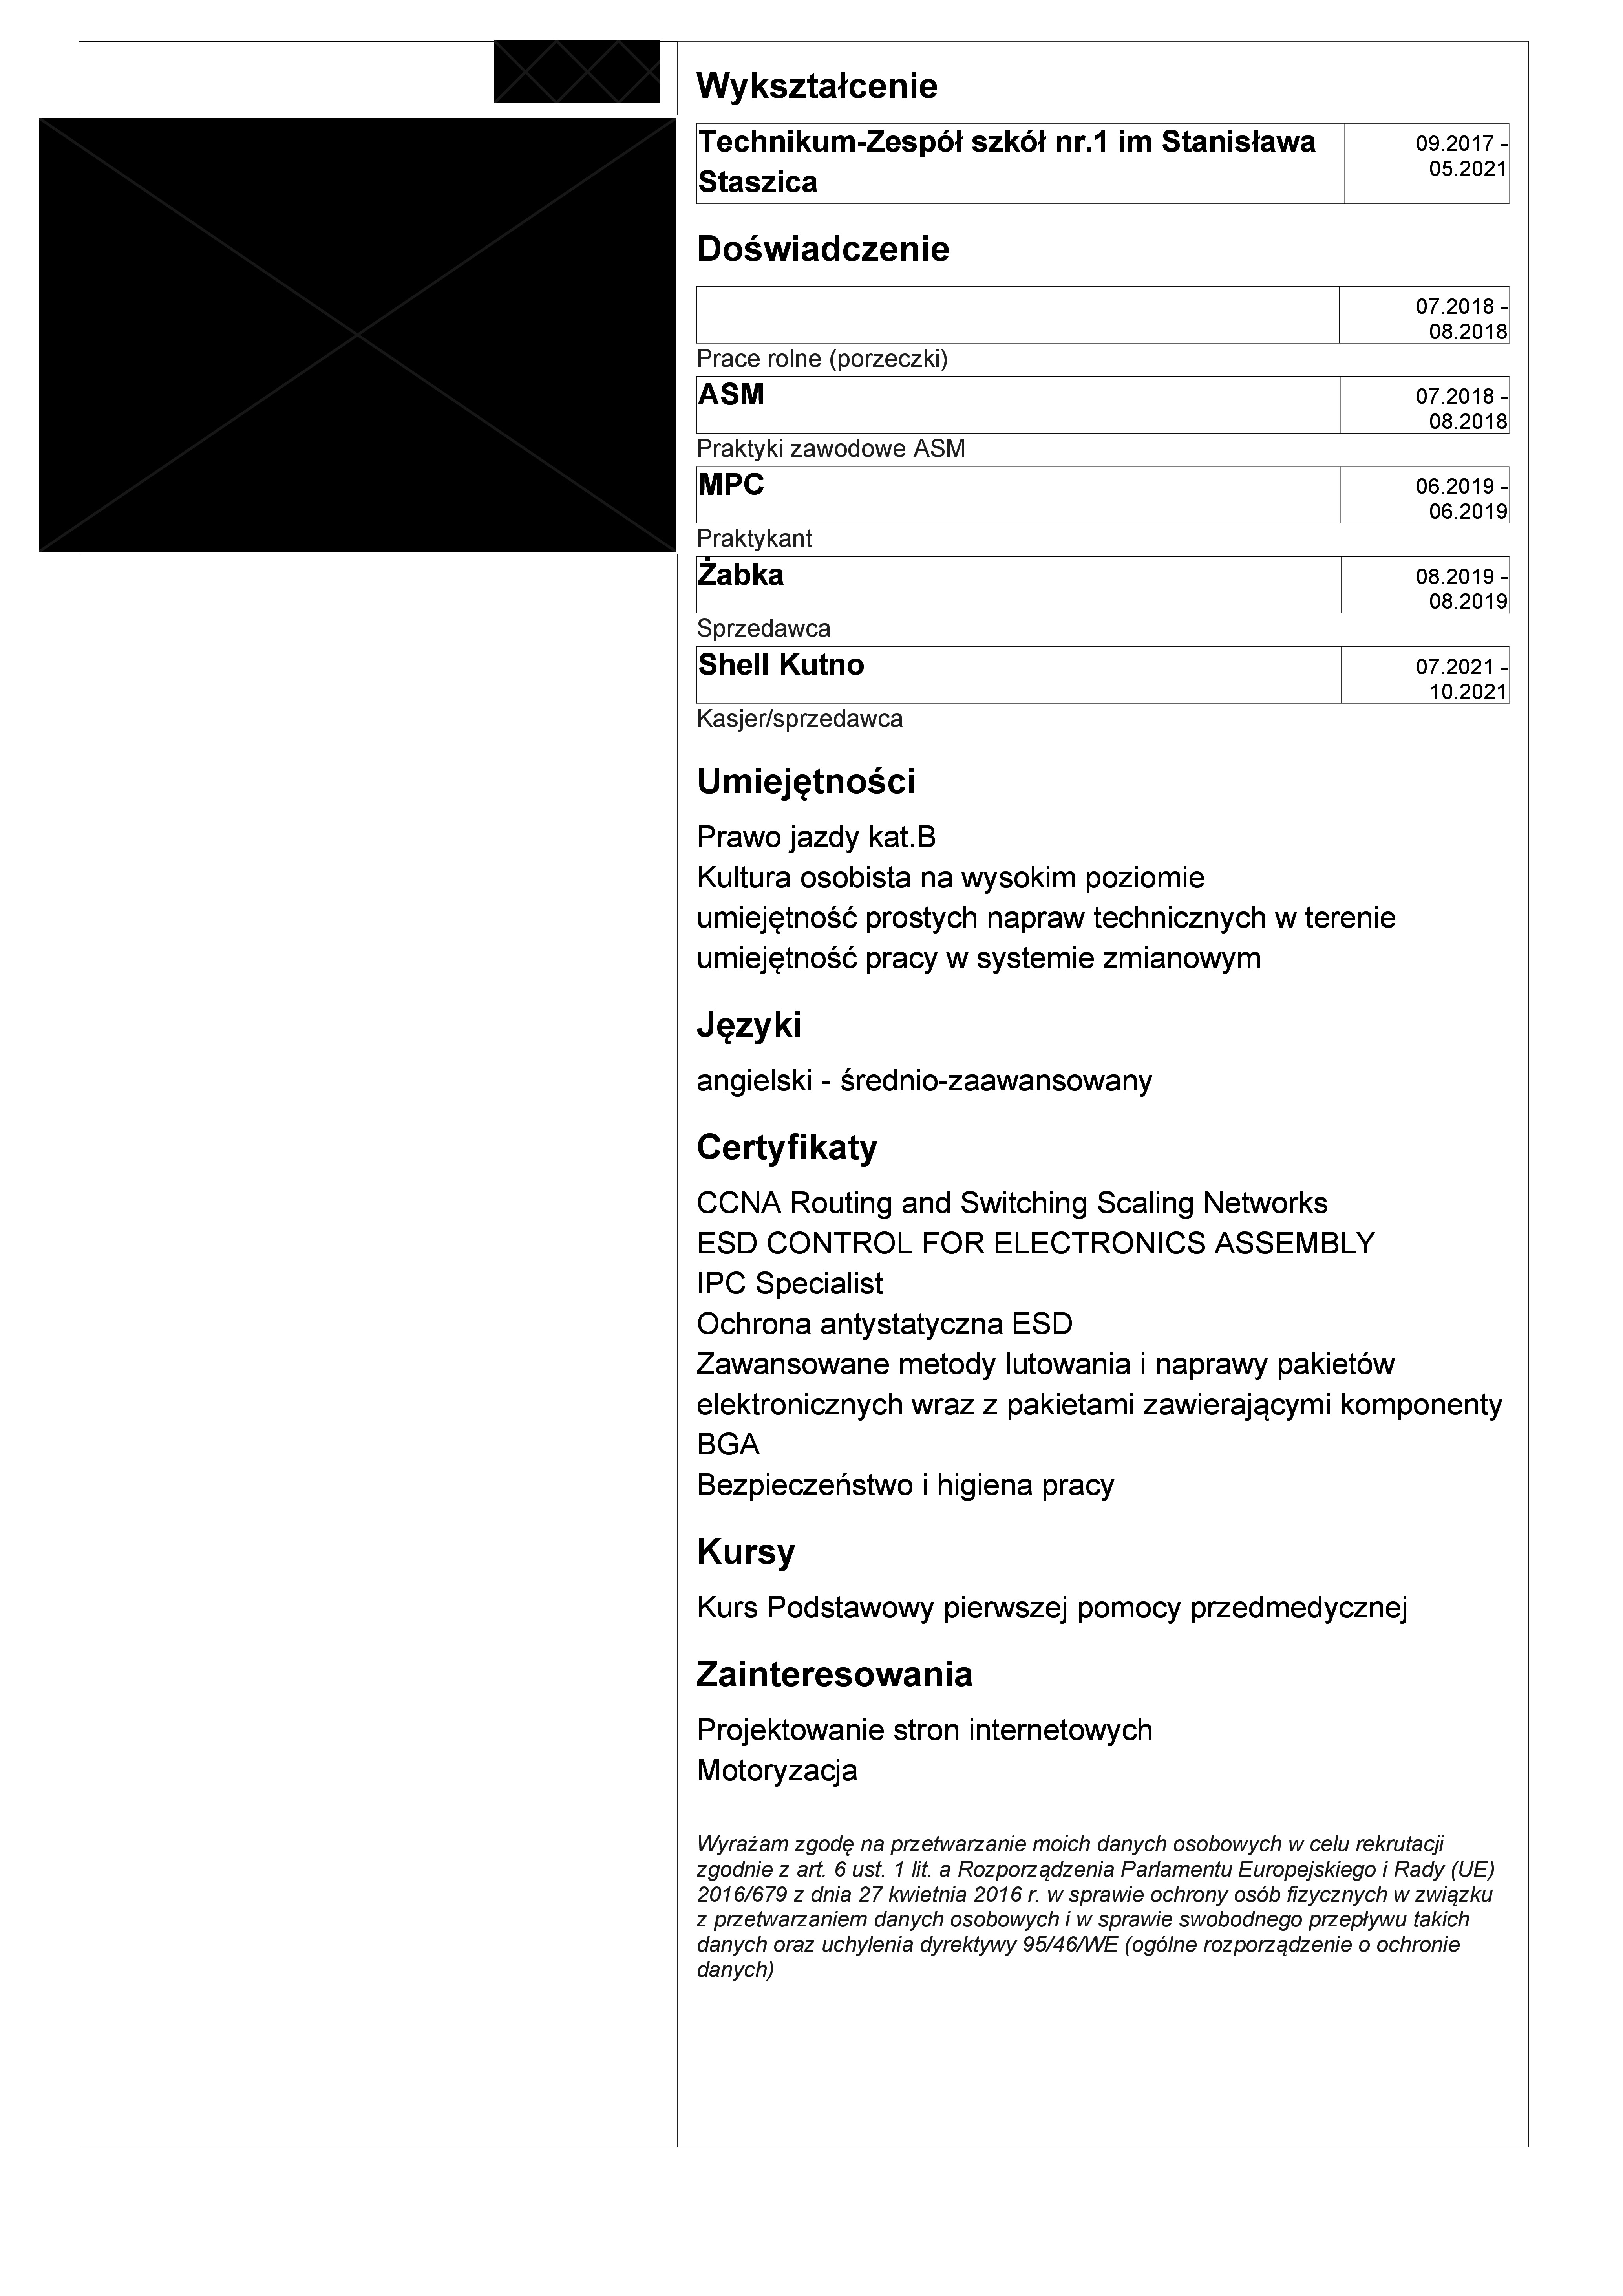 Wykształcenie
Technikum-Zespół szkół nr.1 im Stanisława
Staszica
09.2017 -
05.2021
Doświadczenie
07.2018 -
08.2018
Prace rolne (porzeczki)
ASM
07.2018 -
08.2018
Praktyki zawodowe ASM
MPC
06.2019 -
06.2019
Praktykant
Żabka
08.2019 -
08.2019
Sprzedawca
Shell Kutno
07.2021 -
10.2021
Kasjer/sprzedawca
Umiejętności
Prawo jazdy kat.B
Kultura osobista na wysokim poziomie
umiejętność prostych napraw technicznych w terenie
umiejętność pracy w systemie zmianowym
Języki
angielski - średnio-zaawansowany
Certyfikaty
CCNA Routing and Switching Scaling Networks
ESD CONTROL FOR ELECTRONICS ASSEMBLY
IPC Specialist
Ochrona antystatyczna ESD
Zawansowane metody lutowania i naprawy pakietów
elektronicznych wraz z pakietami zawierającymi komponenty
BGA
Bezpieczeństwo i higiena pracy
Kursy
Kurs Podstawowy pierwszej pomocy przedmedycznej
Zainteresowania
Projektowanie stron internetowych
Motoryzacja
Wyrażam zgodę na przetwarzanie moich danych osobowych w celu rekrutacji
zgodnie z art. 6 ust. 1 lit. a Rozporządzenia Parlamentu Europejskiego i Rady (UE)
2016/679 z dnia 27 kwietnia 2016 r. w sprawie ochrony osób fizycznych w związku
z przetwarzaniem danych osobowych i w sprawie swobodnego przepływu takich
danych oraz uchylenia dyrektywy 95/46/WE (ogólne rozporządzenie o ochronie
danych)